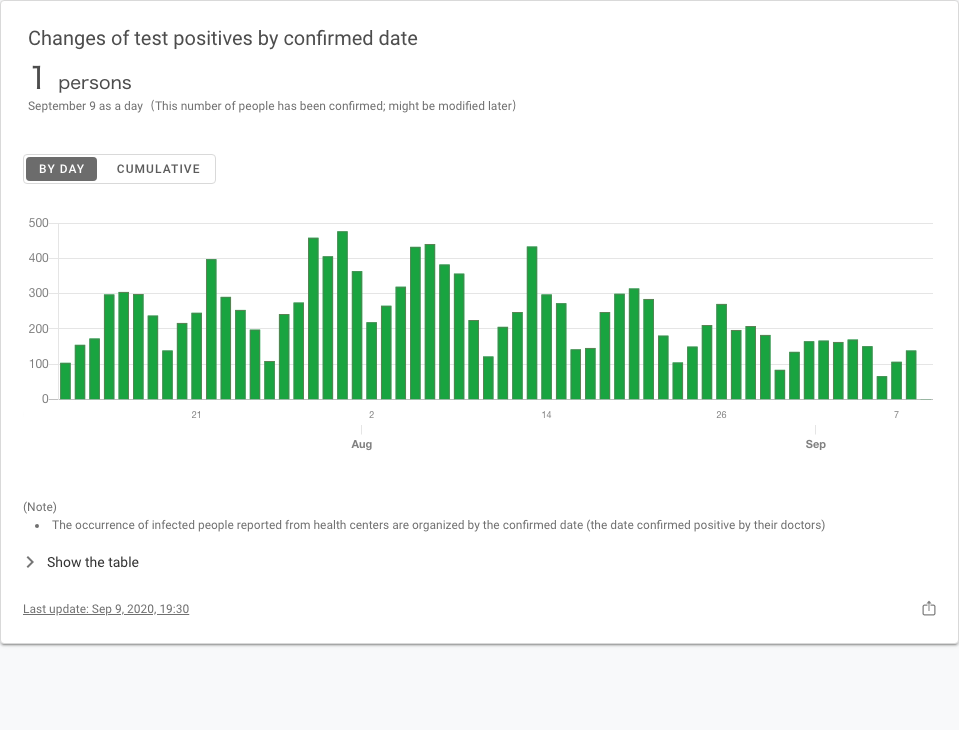 Changes of test positives by confirmed date
1 persons
September 9 as a day（This number of people has been confirmed; might be modified later）
BY DAY CUMULATIVE
500
400
300
200
100
0
21 2 14 26 7
Aug Sep
(Note)
• The occurrence of infected people reported from health centers are organized by the confirmed date (the date confirmed positive by their doctors)
Show the table
Last update: Sep 9, 2020, 19:30